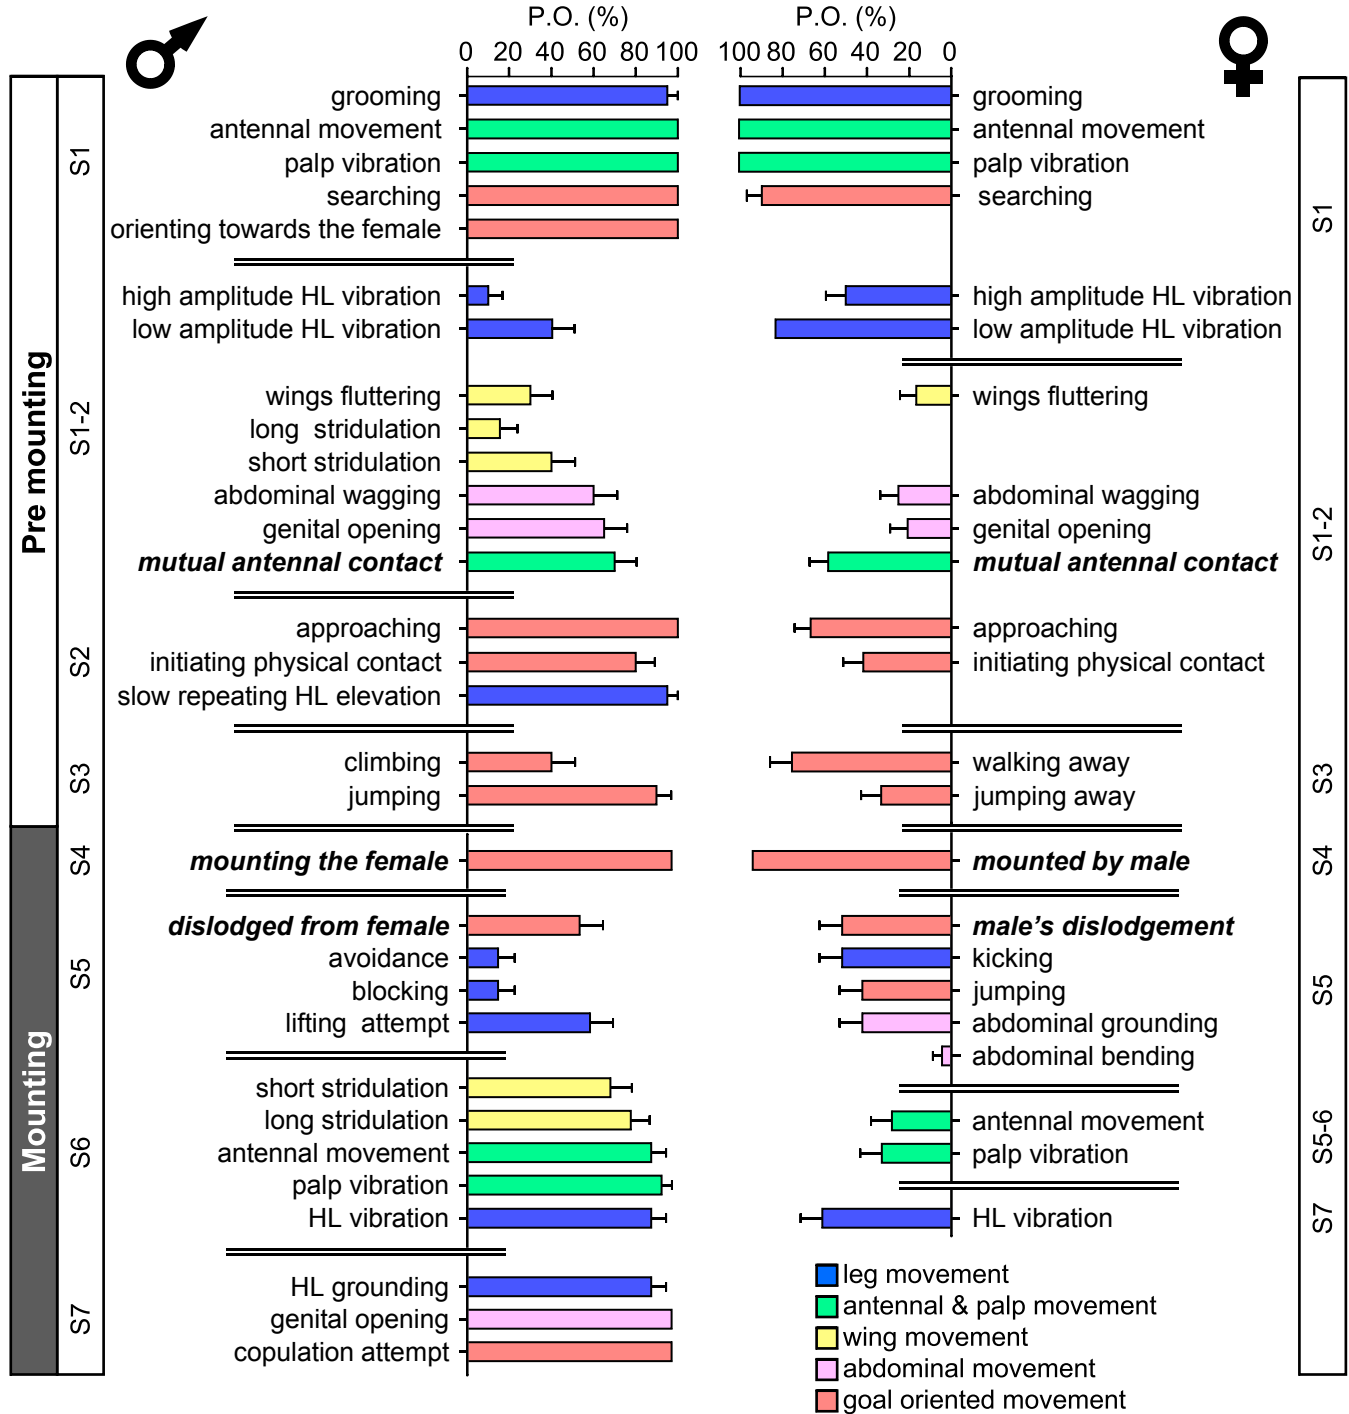 P.O. (%)
0 20 40 60 80 100
P.O. (%)
100 80 60 40 20 0
Pre mounting
Mounting
S1
grooming
antennal movement
palp vibration
searching
orienting towards the female
S1-2
high amplitude HL vibration
low amplitude HL vibration
wings fluttering
long stridulation
short stridulation
abdominal wagging
genital opening
mutual antennal contact
S2
approaching
initiating physical contact
slow repeating HL elevation
S3
climbing
jumping
S4
mounting the female
S5
dislodged from female
avoidance
blocking
lifting attempt
S6
short stridulation
long stridulation
antennal movement
palp vibration
HL vibration
S7
HL grounding
genital opening
copulation attempt
S1
grooming
antennal movement
palp vibration
searching
high amplitude HL vibration
low amplitude HL vibration
S1-2
wings fluttering
abdominal wagging
genital opening
mutual antennal contact
approaching
initiating physical contact
S3
walking away
jumping away
S4
mounted by male
S5
male's dislodgement
kicking
jumping
abdominal grounding
abdominal bending
S5-6
antennal movement
palp vibration
S7
HL vibration
leg movement
antennal & palp movement
wing movement
abdominal movement
goal oriented movement